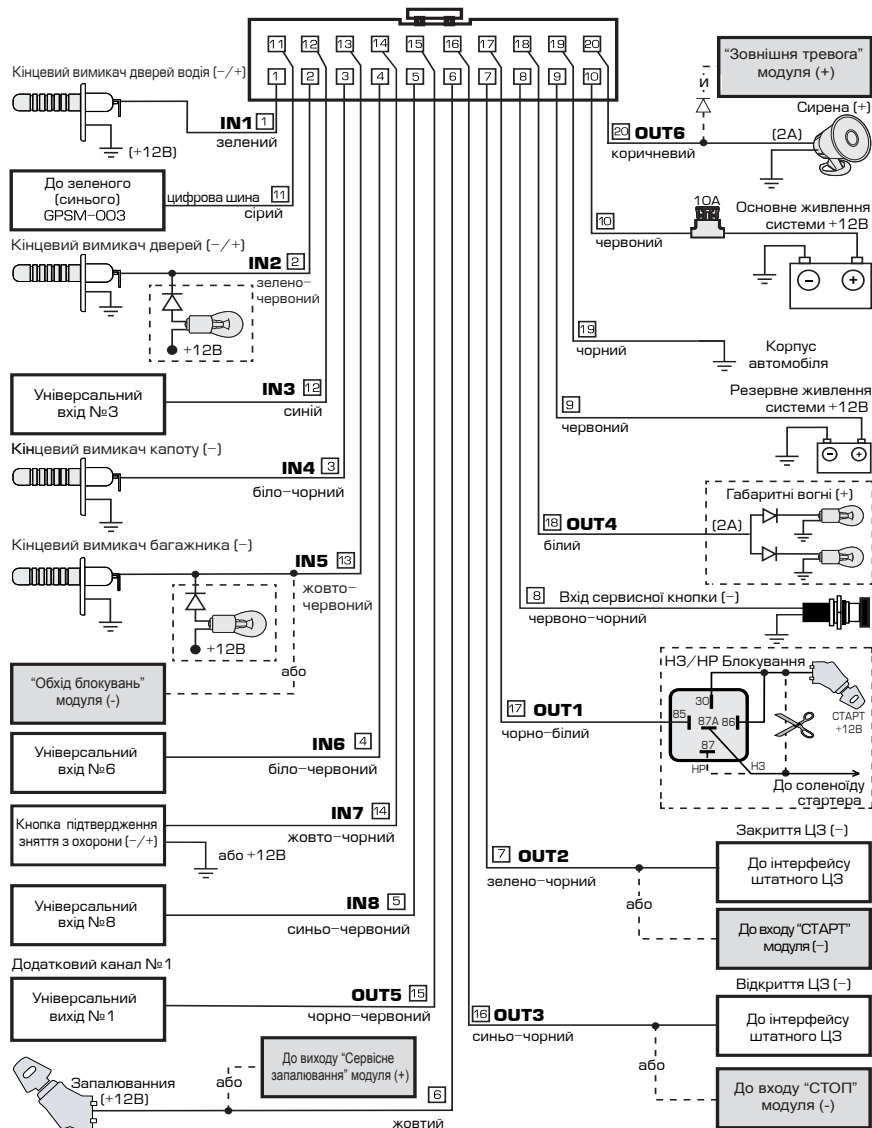 11 12 13 14 15 16 17 18 19 20
1 2 3 4 5 6 7 8 9 10
Кінцевий вимикач дверей водія (−/+)
IN1 1
зелений
(+12В)
До зеленого
(синього)
GPSM−003
цифрова шина 11
сірий
Кінцевий вимикач дверей (−/+)
IN2 2
зелено−
червоний
+12В
Універсальний
вхід №3
IN3 12
синій
Кінцевий вимикач капоту (−)
IN4 3
біло−чорний
Кінцевий вимикач багажника (−)
IN5 13
жовто−
червоний
+12В
або
“Обхід блокувань”
модуля (-)
Універсальний
вхід №6
IN6 4
біло−червоний
Кнопка підтвердження
зняття з охорони (−/+)
IN7 14
жовто−чорний
або +12В
Універсальний
вхід №8
IN8 5
синьо−червоний
Додатковий канал №1
Універсальний
вихід №1
OUT5 15
чорно−червоний
Запалювання
(+12В)
або
До виходу “Сервісне
запалювання” модуля (+)
6
жовтий
“Зовнішня тревога”
модуля (+)
И
Сирена (+)
20 OUT6
коричневий
(2А)
10
червоний
10А
Основне живлення
системи +12В
19
чорний
Корпус
автомобіля
Резервне живлення
системи +12В
9
червоний
Габаритні вогні (+)
18 OUT4
білий
(2А)
8 Вхід сервисної кнопки (−)
червоно−чорний
НЗ/НР Блокування
17 OUT1
чорно−білий
30
85 87А 86
87
НР НЗ
СТАРТ
+12В
До соленоїду
стартера
Закриття ЦЗ (−)
7 OUT2
зелено−чорний
До інтерфейсу
штатного ЦЗ
або
До входу “СТАРТ”
модуля (−)
Відкриття ЦЗ (−)
16 OUT3
синьо−чорний
До інтерфейсу
штатного ЦЗ
або
До входу “СТОП”
модуля (-)